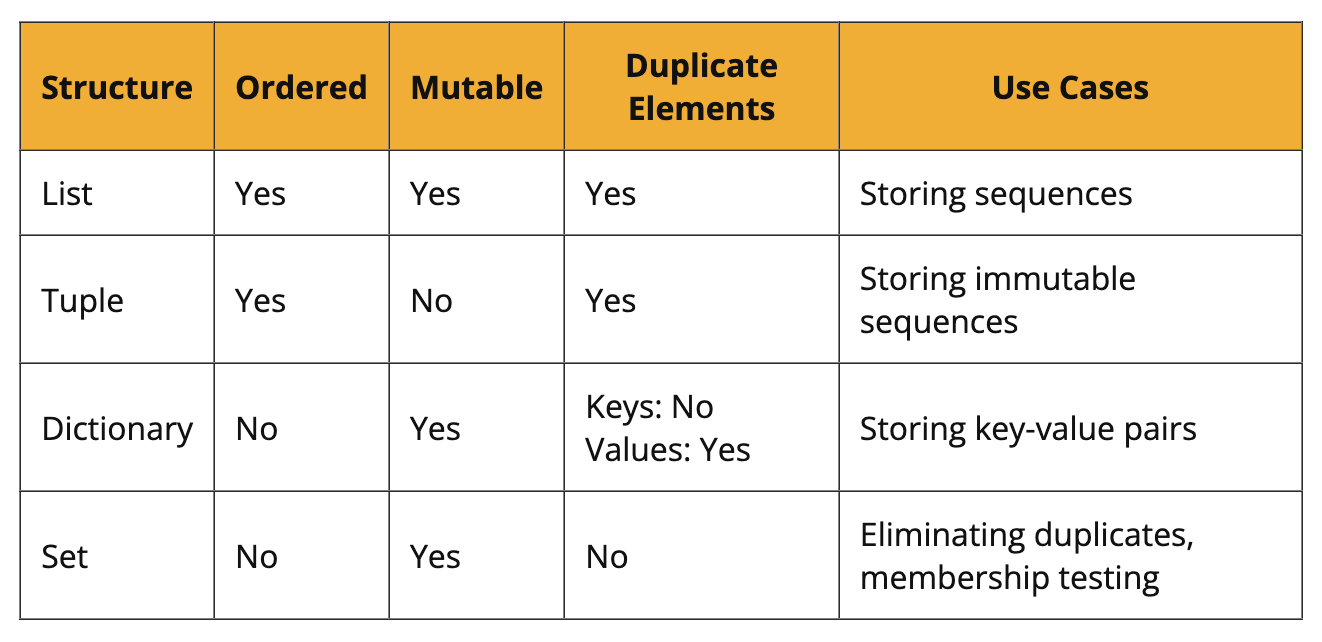 Structure Ordered Mutable Duplicate Elements Use Cases
List Yes Yes Yes Storing sequences
Tuple Yes No Yes Storing immutable sequences
Dictionary No Yes Keys: No Values: Yes Storing key-value pairs
Set No Yes No Eliminating duplicates, membership testing